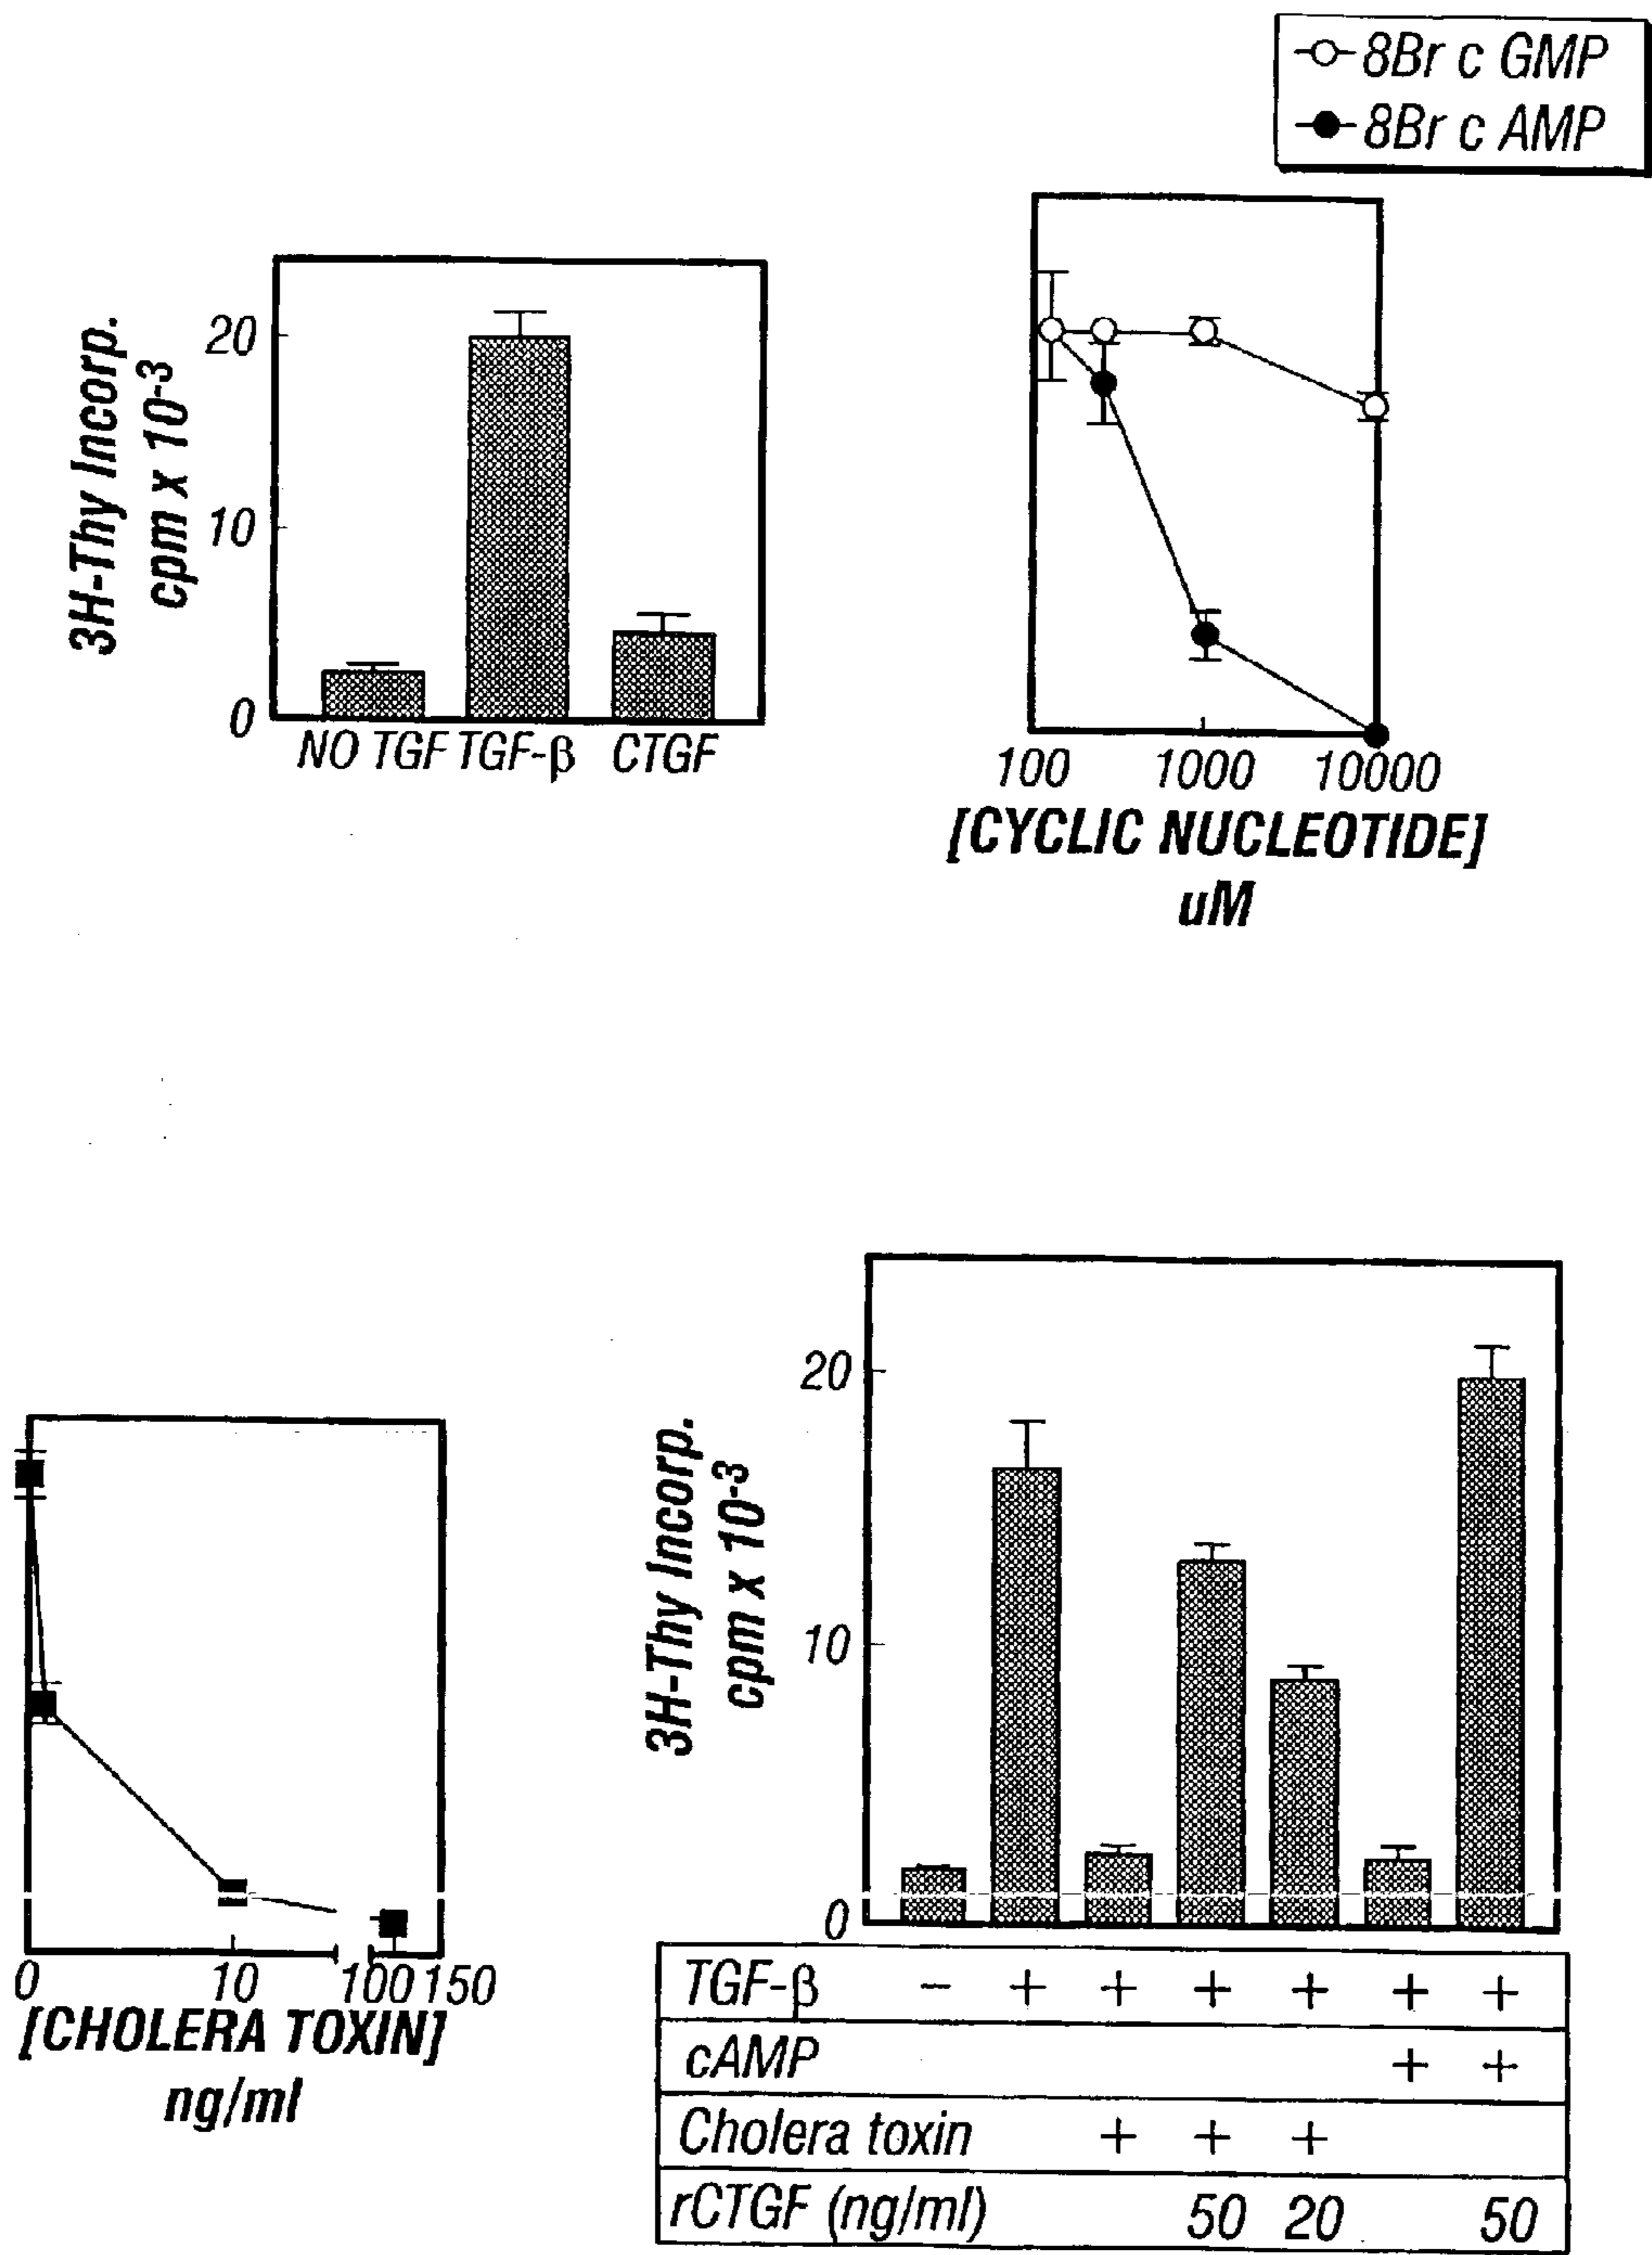 8Br c GMP
8Br c AMP
3H-Thy Incorp.
cpm x 10-3
20
10
0
NO TGF TGF-β CTGF
100 1000 10000
[CYCLIC NUCLEOTIDE]
uM
0 10 100 150
[CHOLERA TOXIN]
ng/ml
3H-Thy Incorp.
cpm x 10-3
20
10
0
TGF-β - + + + + + +
cAMP + +
Cholera toxin + + +
rCTGF (ng/ml) 50 20 50